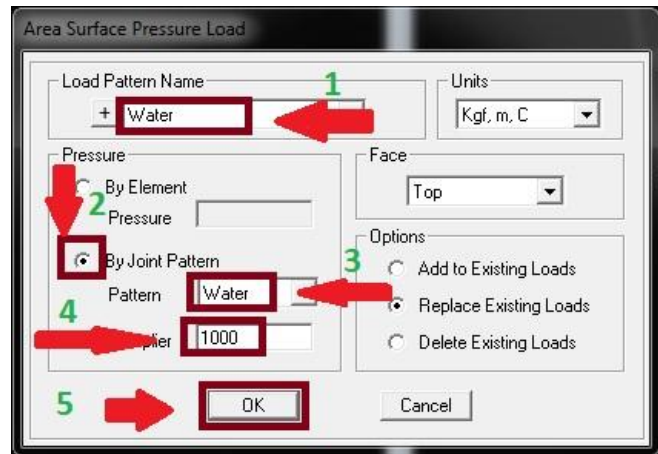 Area Surface Pressure Load
Load Pattern Name
1
Units
+ Water
Kgf, m, C
Pressure
Face
By Element
2
Pressure
Top
By Joint Pattern
3
Options
Add to Existing Loads
Pattern Water
Replace Existing Loads
4
1000
Delete Existing Loads
5
OK
Cancel